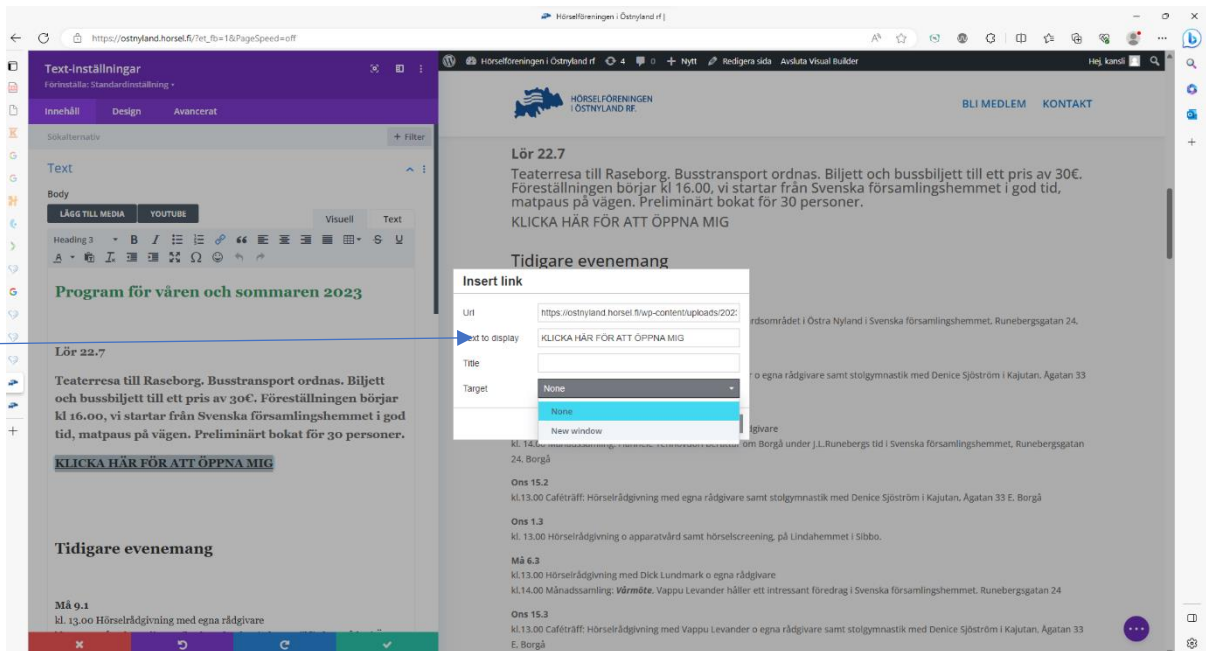 Hörselföreningen i Östnyland rf |
https://ostnyland.horsel.fi/?et_fb=1&PageSpeed=off
Text-inställningar
Förinställa: Standardinställning
Innehåll Design Avancerat
Sökalternativ
+ Filter
Text
Body
LÄGG TILL MEDIA YOUTUBE
Visuell Text
Heading 3
Program för våren och sommaren 2023
Lör 22.7
Teaterresa till Raseborg. Busstransport ordnas. Biljett
och bussbiljett till ett pris av 30€. Föreställningen börjar
kl 16.00, vi startar från Svenska församlingshemmet i god
tid, matpaus på vägen. Preliminärt bokat för 30 personer.
KLICKA HÄR FÖR ATT ÖPPNA MIG
Tidigare evenemang
Må 9.1
kl. 13.00 Hörselrådgivning med egna rådgivare
Hörselföreningen i Östnyland rf 4 0 + Nytt Redigera sida Avsluta Visual Builder
Hej, kansli
HÖRSELFÖRENINGEN
I ÖSTNYLAND RF.
BLI MEDLEM KONTAKT
Lör 22.7
Teaterresa till Raseborg. Busstransport ordnas. Biljett och bussbiljett till ett pris av 30€.
Föreställningen börjar kl 16.00, vi startar från Svenska församlingshemmet i god tid,
matpaus på vägen. Preliminärt bokat för 30 personer.
KLICKA HÄR FÖR ATT ÖPPNA MIG
Tidigare evenemang
Insert link
Url https://ostnyland.horsel.fi/wp-content/uploads/202
Text to display KLICKA HÄR FÖR ATT ÖPPNA MIG
Title
Target None
None
New window
rdsområdet i Östra Nyland i Svenska församlingshemmet, Runebergsgatan 24.
r o egna rådgivare samt stolgymnastik med Denice Sjöström i Kajutan, Ågatan 33
dgivare
om Borgå under J.L.Runebergs tid i Svenska församlingshemmet, Runebergsgatan
24, Borgå
Ons 15.2
kl.13.00 Caféträff: Hörselrådgivning med egna rådgivare samt stolgymnastik med Denice Sjöström i Kajutan, Ågatan 33 E, Borgå
Ons 1.3
kl. 13.00 Hörselrådgivning o apparatvård samt hörselscreening, på Lindahemmet i Sibbo.
Må 6.3
kl.13.00 Hörselrådgivning med Dick Lundmark o egna rådgivare
kl.14.00 Månadssamling: Vårmöte, Vappu Levander håller ett intressant föredrag i Svenska församlingshemmet, Runebergsgatan 24
Ons 15.3
kl.13.00 Caféträff: Hörselrådgivning med Vappu Levander o egna rådgivare samt stolgymnastik med Denice Sjöström i Kajutan, Ågatan 33
E, Borgå